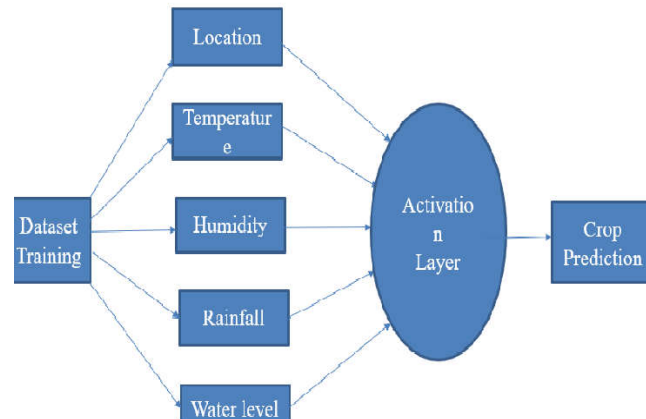 Location
Temperatur
e
Dataset
Training
Humidity
Activatio
n
Layer
Crop
Prediction
Rainfall
Water level